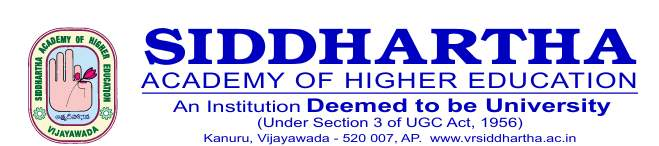 SIDDHARTHA ACADEMY OF HIGHER EDUCATION
VIJAYAWADA
SIDDHARTHA
ACADEMY OF HIGHER EDUCATION
An Institution Deemed to be University
(Under Section 3 of UGC Act, 1956)
Kanuru, Vijayawada - 520 007, AP. www.vrsiddhartha.ac.in